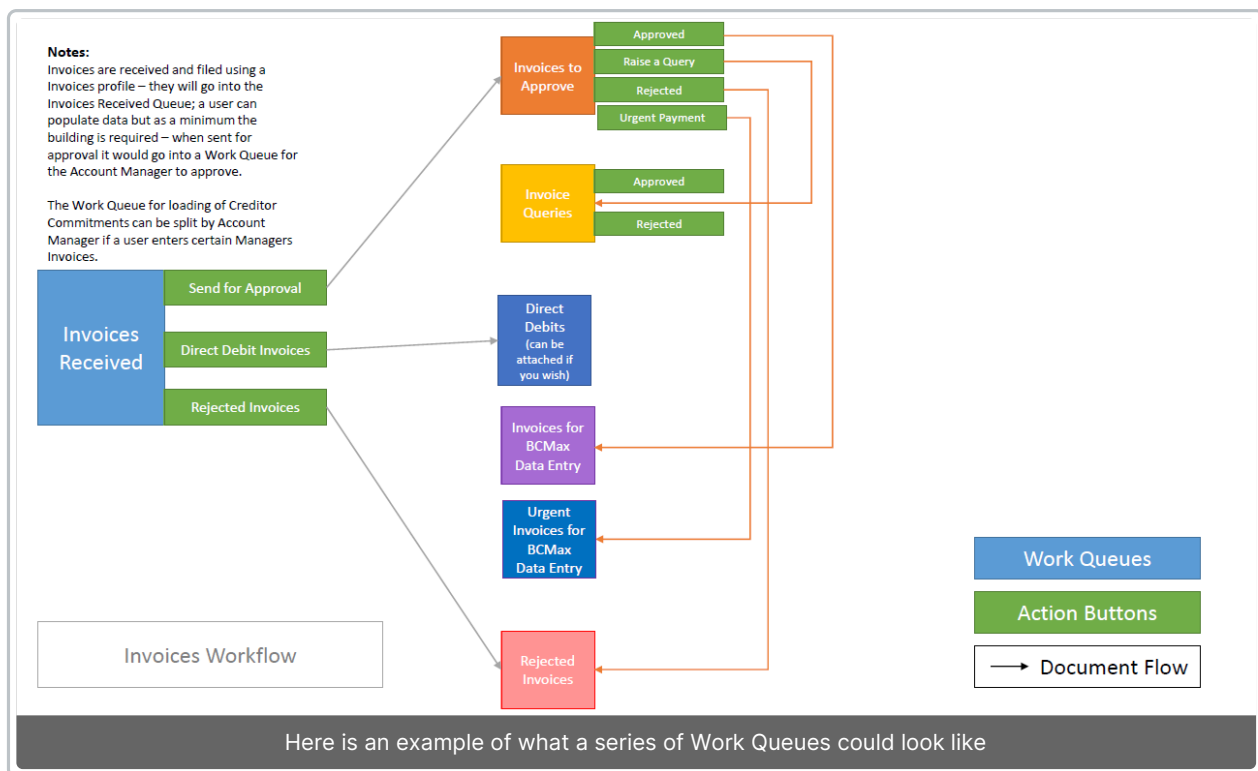 Notes:
Invoices are received and filed using a
Invoices profile – they will go into the
Invoices Received Queue; a user can
populate data but as a minimum the
building is required – when sent for
approval it would go into a Work Queue for
the Account Manager to approve.
The Work Queue for loading of Creditor
Commitments can be split by Account
Manager if a user enters certain Managers
Invoices.
Invoices
Received
Send for Approval
Direct Debit Invoices
Rejected Invoices
Invoices to
Approve
Approved
Raise a Query
Rejected
Urgent Payment
Invoice
Queries
Approved
Rejected
Direct
Debits
(can be
attached if
you wish)
Invoices for
BCMax
Data Entry
Urgent
Invoices for
BCMax
Data Entry
Rejected
Invoices
Invoices Workflow
Work Queues
Action Buttons
Document Flow
Here is an example of what a series of Work Queues could look like